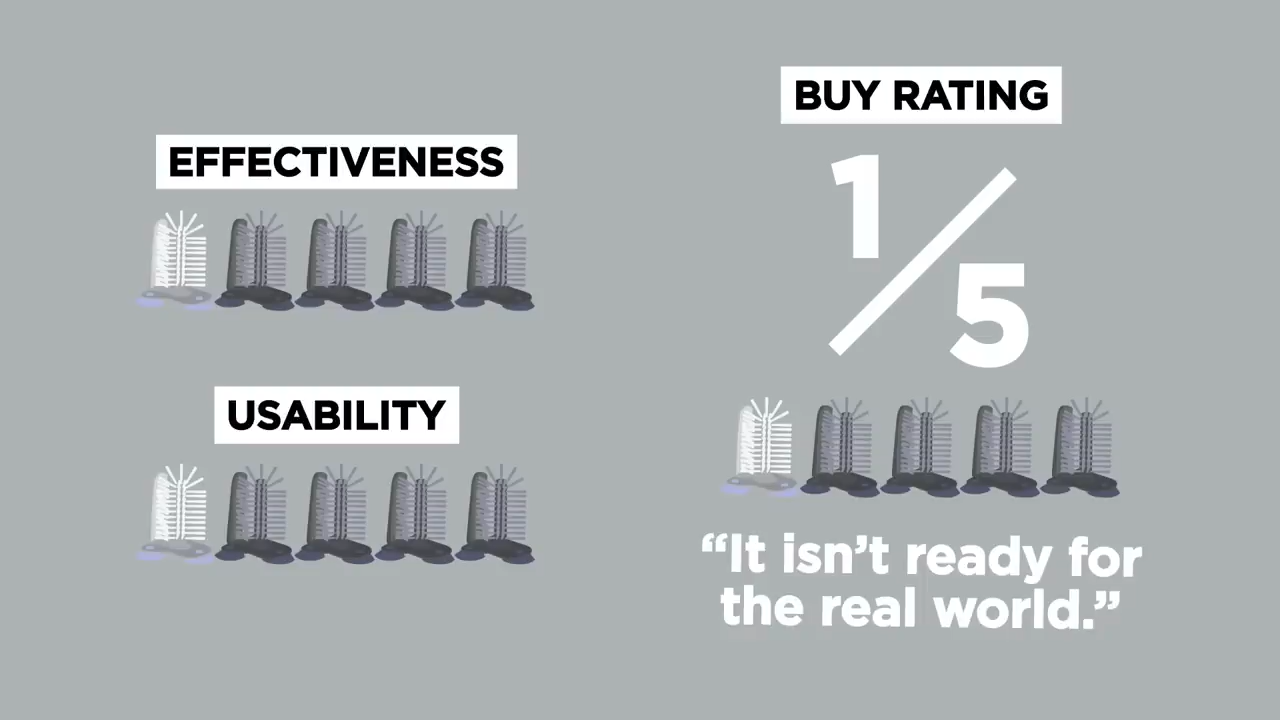 EFFECTIVENESS
USABILITY
BUY RATING
1/5
“It isn’t ready for
the real world.”